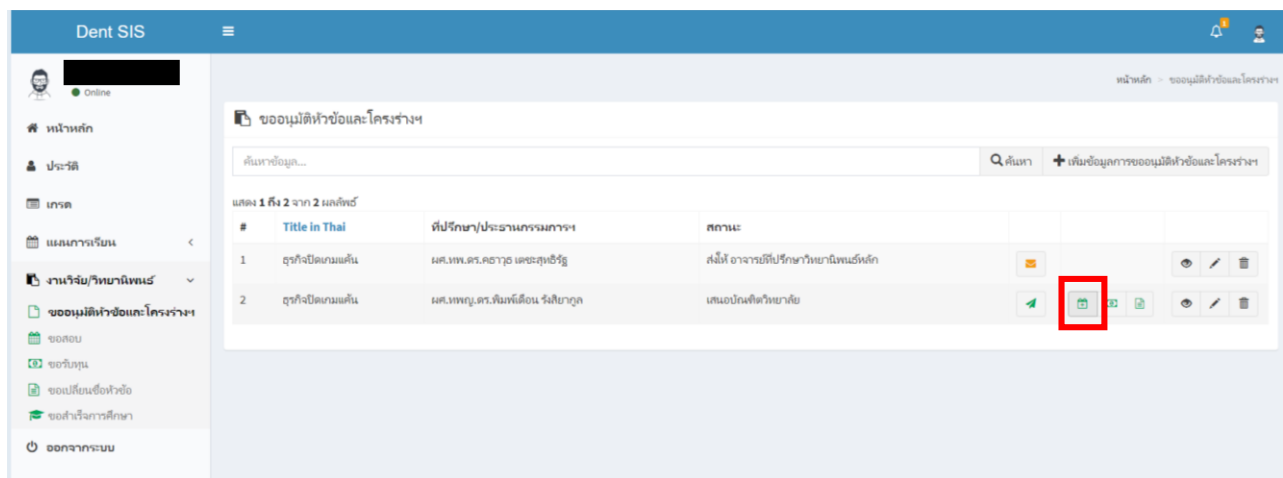 Dent SIS
1
Online
หน้าหลัก > ขออนุมัติหัวข้อและโครงร่างฯ
หน้าหลัก
ประวัติ
เกรด
แผนการเรียน
งานวิจัย/วิทยานิพนธ์
ขออนุมัติหัวข้อและโครงร่างฯ
ขอสอบ
ขอรับทุน
ขอเปลี่ยนชื่อหัวข้อ
ขอสำเร็จการศึกษา
ออกจากระบบ
ขออนุมัติหัวข้อและโครงร่างฯ
ค้นหาข้อมูล... ค้นหา เพิ่มข้อมูลการขออนุมัติหัวข้อและโครงร่างฯ
แสดง 1 ถึง 2 จาก 2 ผลลัพธ์
# Title in Thai ที่ปรึกษา/ประธานกรรมการฯ สถานะ
1 ธุรกิจปิดเกมแค้น ผศ.ทพ.ดร.คธาวุธ เตชะสุทธิรัฐ ส่งให้ อาจารย์ที่ปรึกษาวิทยานิพนธ์หลัก
2 ธุรกิจปิดเกมแค้น ผศ.ทพญ.ดร.พิมพ์เดือน รังสิยากูล เสนอบัณฑิตวิทยาลัย